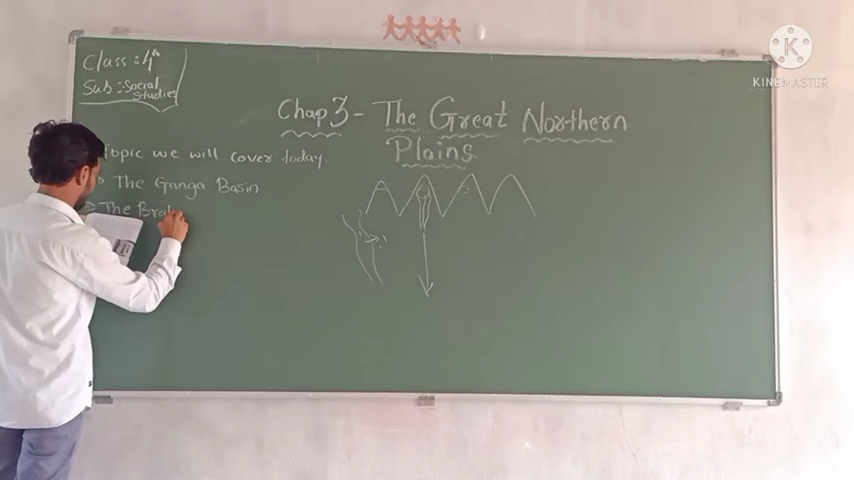 Class : 4th
Sub : Social
Studies
Chap 3 - The Great Northern
Plains
Topic we will cover today.
The Ganga Basin
The Brah
KINEMASTER